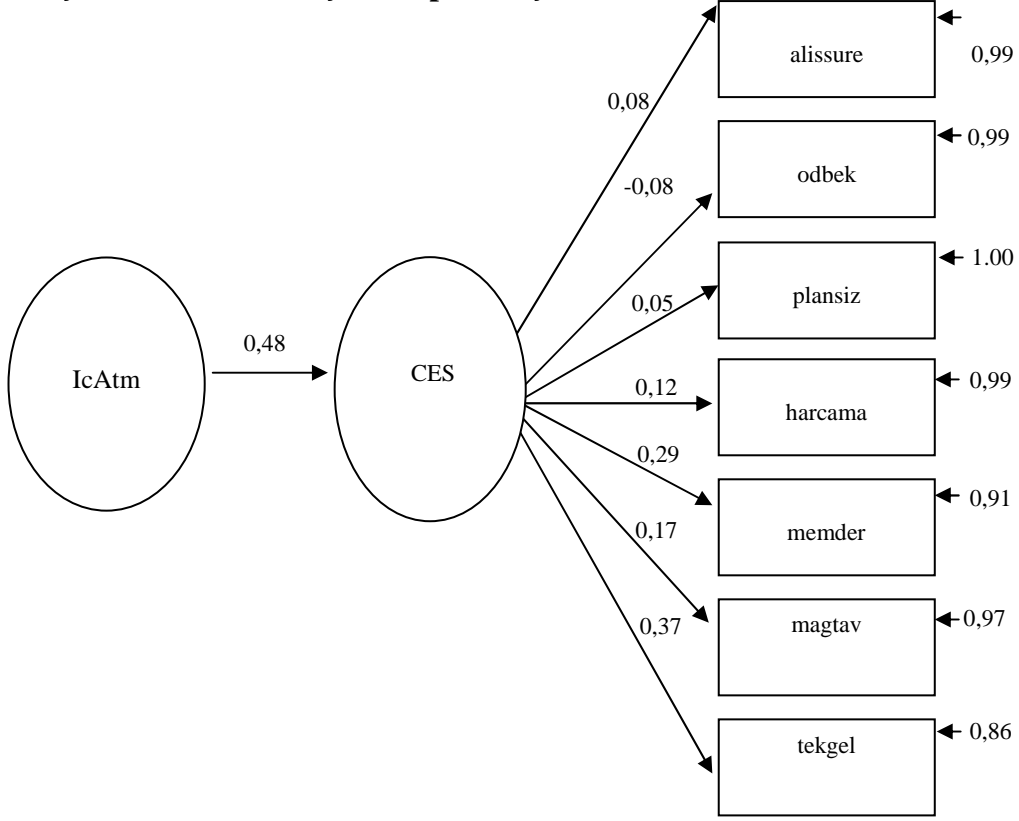 alissure
0,99
0,08
0,99
odbek
-0,08
1.00
plansiz
0,05
0,48
IcAtm
CES
0,12
0,99
harcama
0,29
0,91
memder
0,17
0,97
magtav
0,37
0,86
tekgel